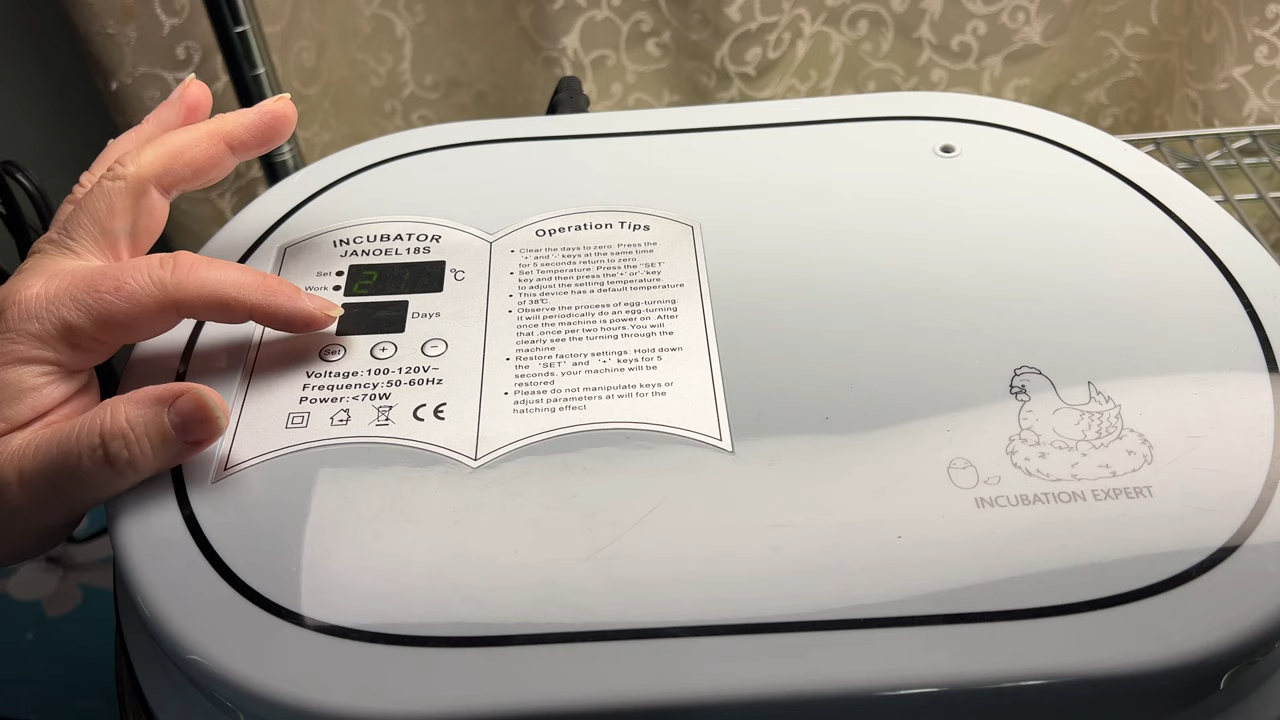 INCUBATOR
JANOEL18S
Set
Work
2
℃
Days
Set
+
−
Voltage:100-120V~
Frequency:50-60Hz
Power:<70W
CE
Operation Tips
• Clear the days to zero: Press the
'+' and '-' keys at the same time
for 5 seconds return to zero
• Set Temperature: Press the "SET"
key and then press the'+' or'-'key
to adjust the setting temperature.
• This device has a default temperature
of 38℃.
• Observe the process of egg-turning:
It will periodically do an egg-turning
once the machine is power on .After
that ,once per two hours.You will
clearly see the turning through the
machine
• Restore factory settings: Hold down
the 'SET' and '+' keys for 5
seconds, your machine will be
restored
• Please do not manipulate keys or
adjust parameters at will for the
hatching effect
INCUBATION EXPERT